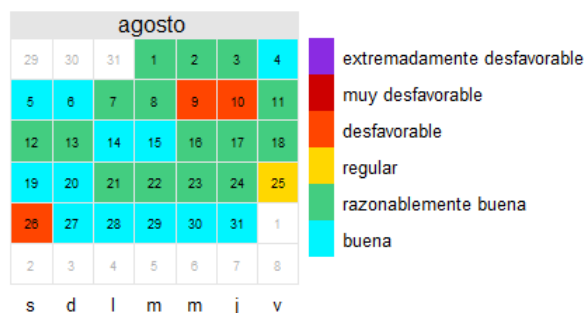 agosto
29 30 31 1 2 3 4
5 6 7 8 9 10 11
12 13 14 15 16 17 18
19 20 21 22 23 24 25
26 27 28 29 30 31 1
2 3 4 5 6 7 8
s d l m m j v
extremadamente desfavorable
muy desfavorable
desfavorable
regular
razonablemente buena
buena